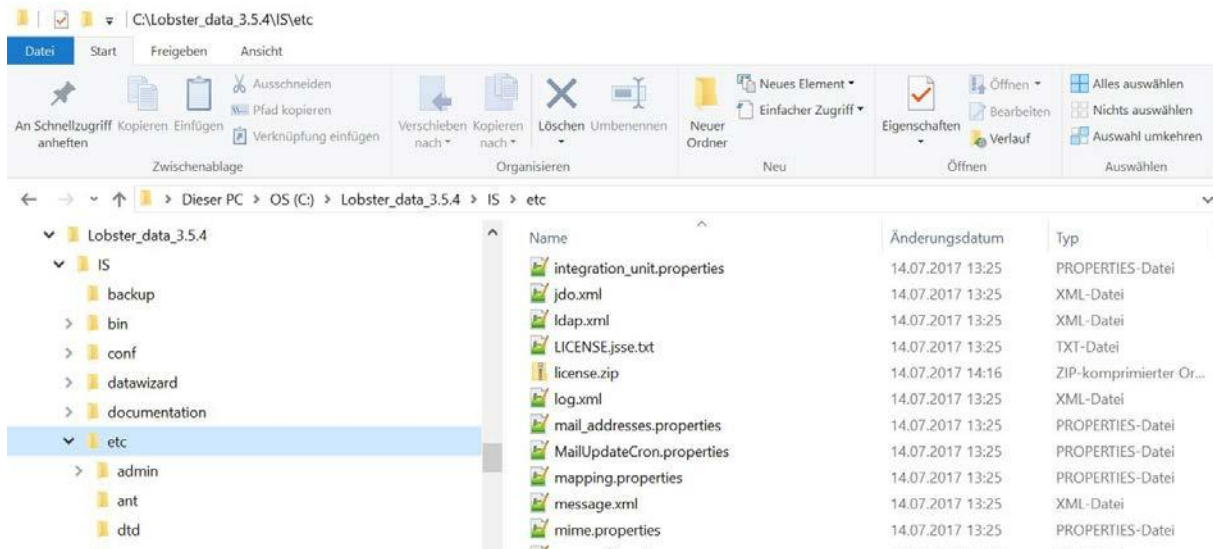 C:\Lobster_data_3.5.4\IS\etc
Datei Start Freigeben Ansicht
An Schnellzugriff anheften
Kopieren
Einfügen
Ausschneiden
Pfad kopieren
Verknüpfung einfügen
Zwischenablage
Verschieben nach
Kopieren nach
Löschen
Umbenennen
Organisieren
Neuer Ordner
Neues Element
Einfacher Zugriff
Neu
Eigenschaften
Öffnen
Bearbeiten
Verlauf
Öffnen
Alles auswählen
Nichts auswählen
Auswahl umkehren
Auswählen
Dieser PC > OS (C:) > Lobster_data_3.5.4 > IS > etc
Lobster_data_3.5.4
IS
backup
bin
conf
datawizard
documentation
etc
admin
ant
dtd
Name Änderungsdatum Typ
integration_unit.properties 14.07.2017 13:25 PROPERTIES-Datei
jdo.xml 14.07.2017 13:25 XML-Datei
ldap.xml 14.07.2017 13:25 XML-Datei
LICENSE.jsse.txt 14.07.2017 13:25 TXT-Datei
license.zip 14.07.2017 14:16 ZIP-komprimierter Or...
log.xml 14.07.2017 13:25 XML-Datei
mail_addresses.properties 14.07.2017 13:25 PROPERTIES-Datei
MailUpdateCron.properties 14.07.2017 13:25 PROPERTIES-Datei
mapping.properties 14.07.2017 13:25 PROPERTIES-Datei
message.xml 14.07.2017 13:25 XML-Datei
mime.properties 14.07.2017 13:25 PROPERTIES-Datei